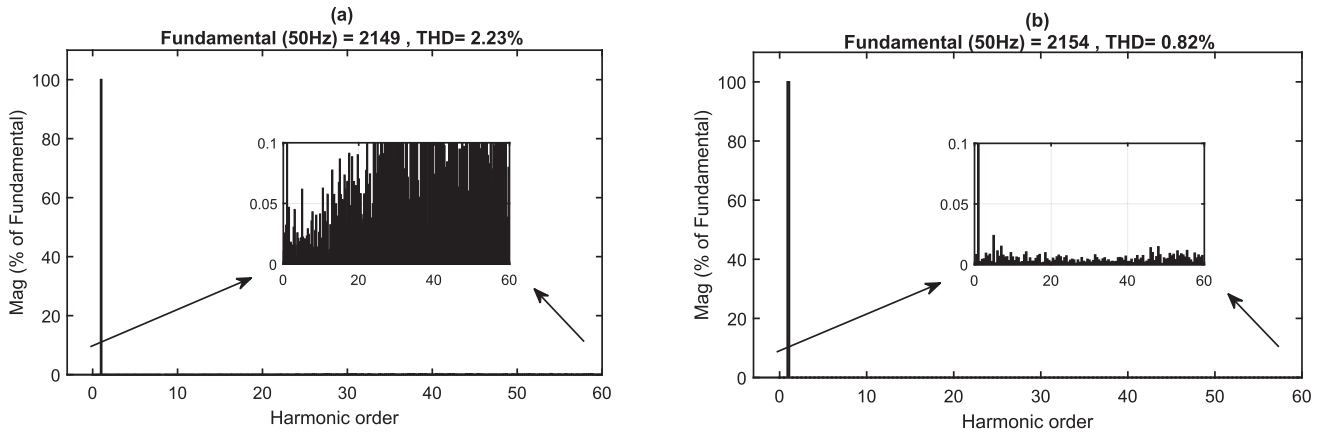 (a)
Fundamental (50Hz) = 2149 , THD= 2.23%
100
80
60
40
20
0
Mag (% of Fundamental)
0.1
0.05
0
0 20 40 60
0 10 20 30 40 50 60
Harmonic order
(b)
Fundamental (50Hz) = 2154 , THD= 0.82%
100
80
60
40
20
0
Mag (% of Fundamental)
0.1
0.05
0
0 20 40 60
0 10 20 30 40 50 60
Harmonic order